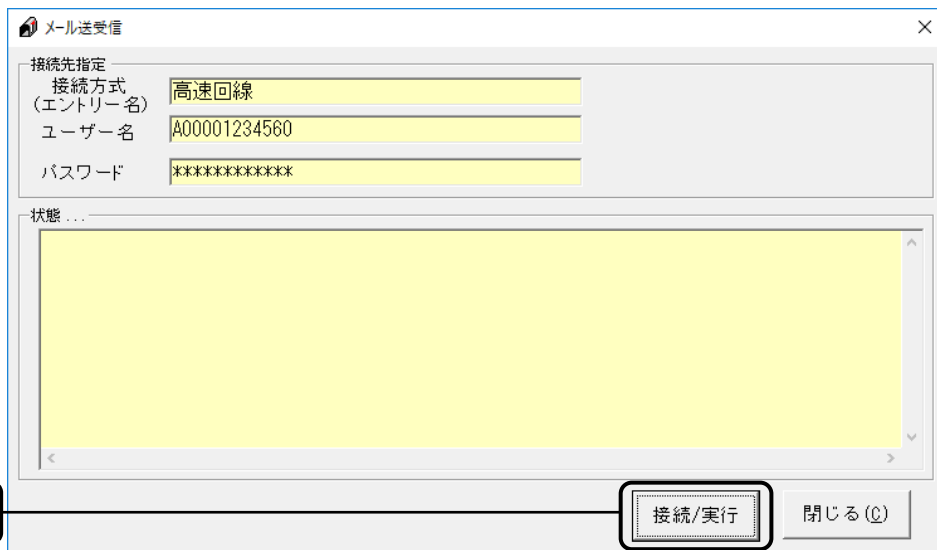 メール送受信
接続先指定
接続方式
(エントリー名)
高速回線
ユーザー名
A00001234560
パスワード
************
状態...
接続/実行
閉じる(C)